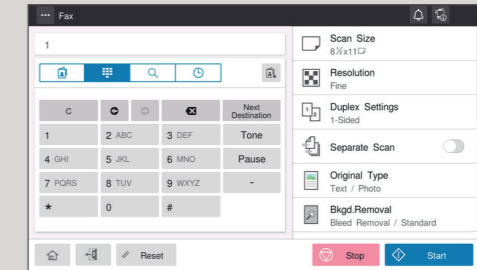 Fax
1
C
Next
Destination
1
2 ABC
3 DEF
Tone
4 GHI
5 JKL
6 MNO
Pause
7 PQRS
8 TUV
9 WXYZ
-
*
0
#
Reset
Scan Size
8½x11
Resolution
Fine
Duplex Settings
1-Sided
Separate Scan
Original Type
Text / Photo
Bkgd.Removal
Bleed Removal / Standard
Stop
Start